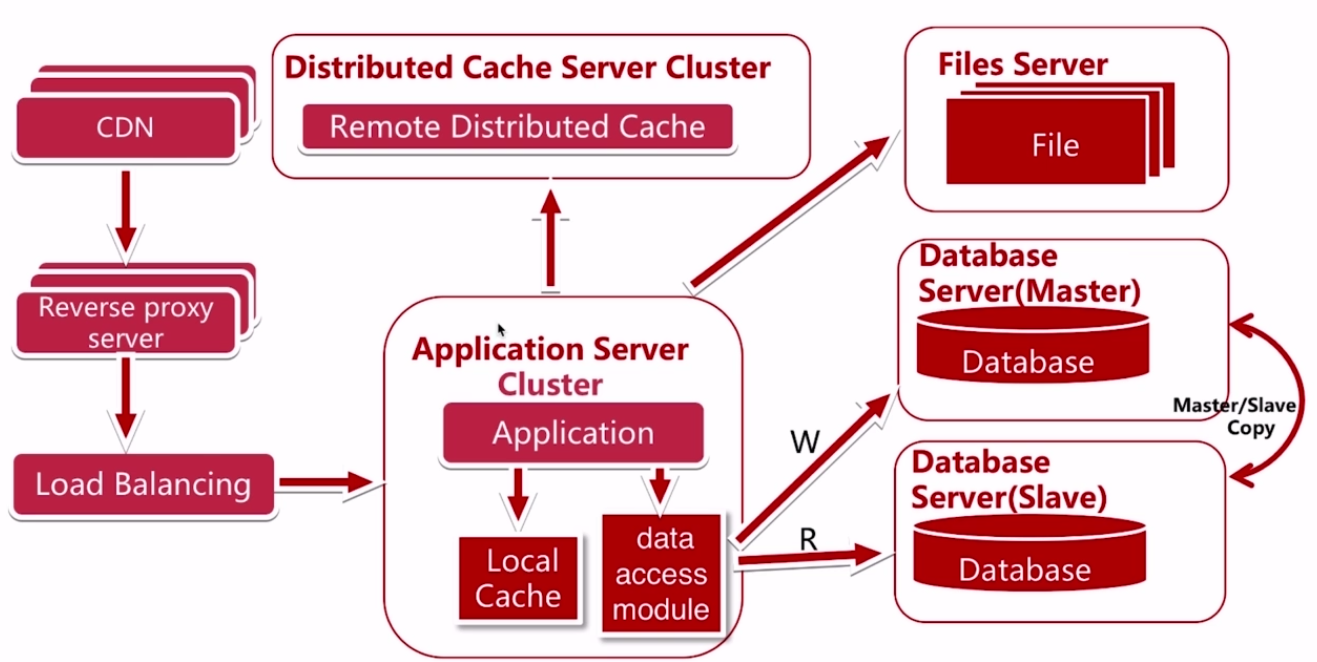 CDN
Reverse proxy
server
Load Balancing
Distributed Cache Server Cluster
Remote Distributed Cache
Application Server
Cluster
Application
Local
Cache
data
access
module
W
R
Files Server
File
Database
Server(Master)
Database
Master/Slave
Copy
Database
Server(Slave)
Database